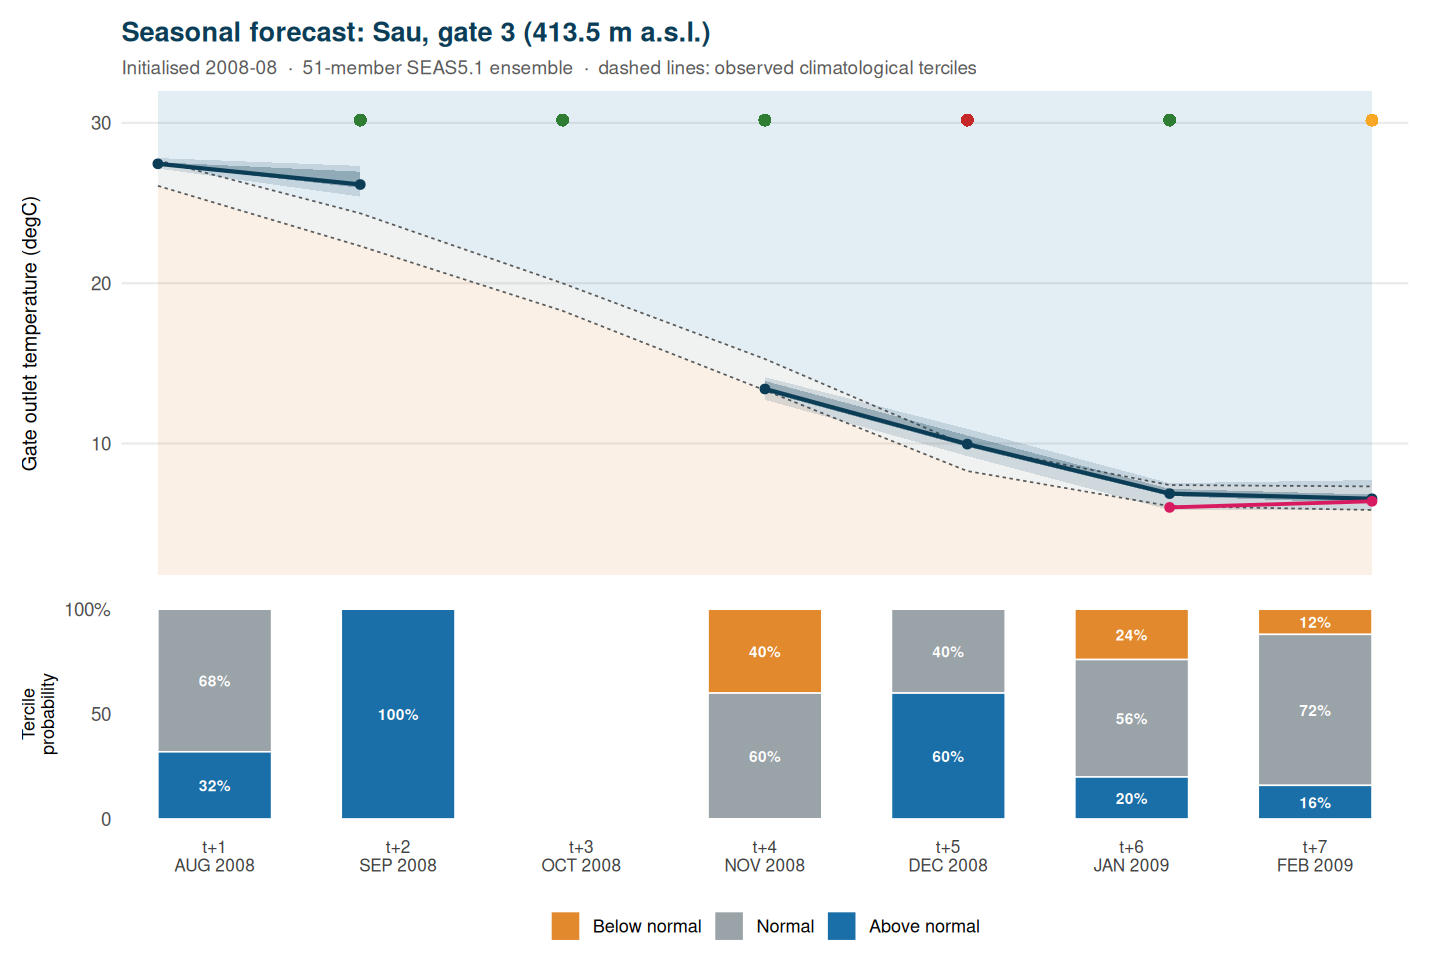 Seasonal forecast: Sau, gate 3 (413.5 m a.s.l.)
Initialised 2008-08 · 51-member SEAS5.1 ensemble · dashed lines: observed climatological terciles
Gate outlet temperature (degC)
30
20
10
Tercile
probability
100%
50
0
68%
32%
100%
40%
60%
40%
60%
24%
56%
20%
12%
72%
16%
t+1
AUG 2008
t+2
SEP 2008
t+3
OCT 2008
t+4
NOV 2008
t+5
DEC 2008
t+6
JAN 2009
t+7
FEB 2009
Below normal
Normal
Above normal